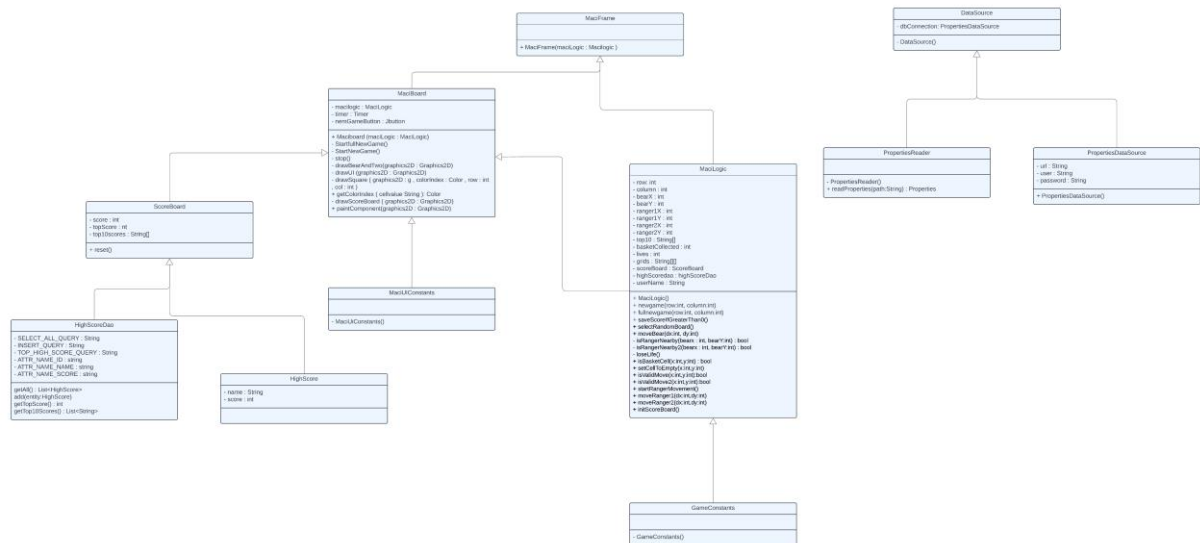 MaciFrame
+ MaciFrame(maciLogic : Macilogic )
DataSource
- dbConnection: PropertiesDataSource
- DataSource()
MaciBoard
- macilogic : MaciLogic
- timer : Timer
- nemGameButton : Jbutton
+ Maciboard (maciLogic : MaciLogic)
- StartfullNewGame()
- StartNewGame()
- stop()
- drawBearAndTwo(graphics2D : Graphics2D)
- drawUI (graphics2D : Graphics2D)
- drawSquare ( graphics2D : g , colorIndex : Color , row : int
, col : int )
+ getColorIndex ( cellvalue String ): Color
- drawScoreBoard ( graphics2D : Graphics2D)
+ paintComponent(graphics2D : Graphics2D)
PropertiesReader
- PropertiesReader()
+ readProperties(path:String) : Properties
PropertiesDataSource
- url : String
- user : String
- password : String
+ PropertiesDataSource()
MaciLogic
- row: int
- column : int
- bearX : int
- bearY : int
- ranger1X : int
- ranger1Y : int
- ranger2X : int
- ranger2Y : int
- top10 : String[]
- basketCollected : int
- lives : int
- grids : String[][]
- scoreBoard : ScoreBoard
- highScoredao : highScoreDao
- userName : String
+ MacLogic()
+ newgame(row:int, column:int)
+ fullnewgame(row:int, column:int)
+ saveScoreIfGreaterThan0()
+ selectRandomBoard()
+ moveBear(dx:int, dy:int)
- isRangerNearby(bearx : int, bearY:int) : bool
- isRangerNearby2(bearx : int, bearY:int) : bool
- loseLife()
+ isBasketCell(x:int,y:int) : bool
+ setCellToEmpty(x:int,y:int)
+ isValidMove(x:int,y:int):bool
+ isValidMove2(x:int,y:int):bool
+ startRangerMovement()
+ moveRanger1(dx:int,dy:int)
+ moveRanger2(dx:int,dy:int)
+ initScoreBoard()
ScoreBoard
- score : int
- topScore : int
- top10scores : String[]
+ reset()
MaciUIConstants
- MaciUIConstants()
HighScoreDao
- SELECT_ALL_QUERY : String
- INSERT_QUERY : String
- TOP_HIGH_SCORE_QUERY : String
- ATTR_NAME_ID : string
- ATTR_NAME_NAME : string
- ATTR_NAME_SCORE : string
getAll() : List<HighScore>
add(entity:HighScore)
getTopScore() : int
getTop10Scores() : List<String>
HighScore
- name : String
- score : int
GameConstants
- GameConstants()